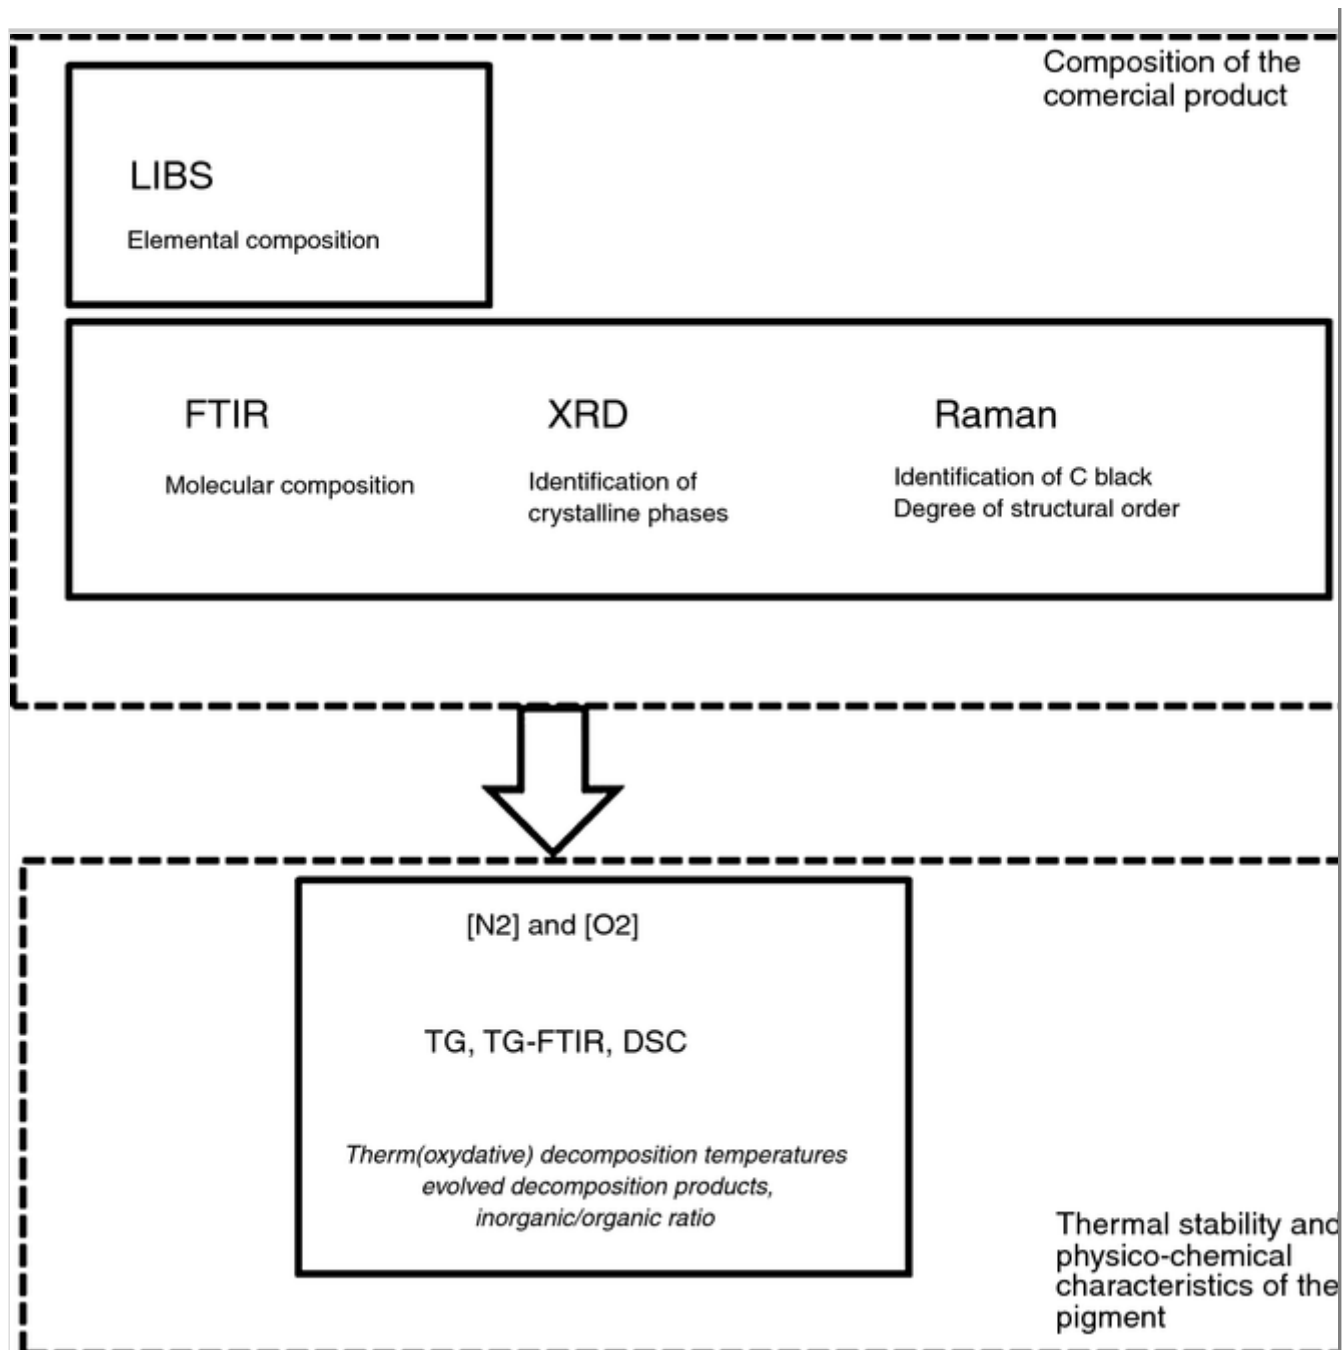 Composition of the
comercial product
LIBS
Elemental composition
FTIR
Molecular composition
XRD
Identification of
crystalline phases
Raman
Identification of C black
Degree of structural order
[N2] and [O2]
TG, TG-FTIR, DSC
Therm(oxydative) decomposition temperatures
evolved decomposition products,
inorganic/organic ratio
Thermal stability and
physico-chemical
characteristics of the
pigment